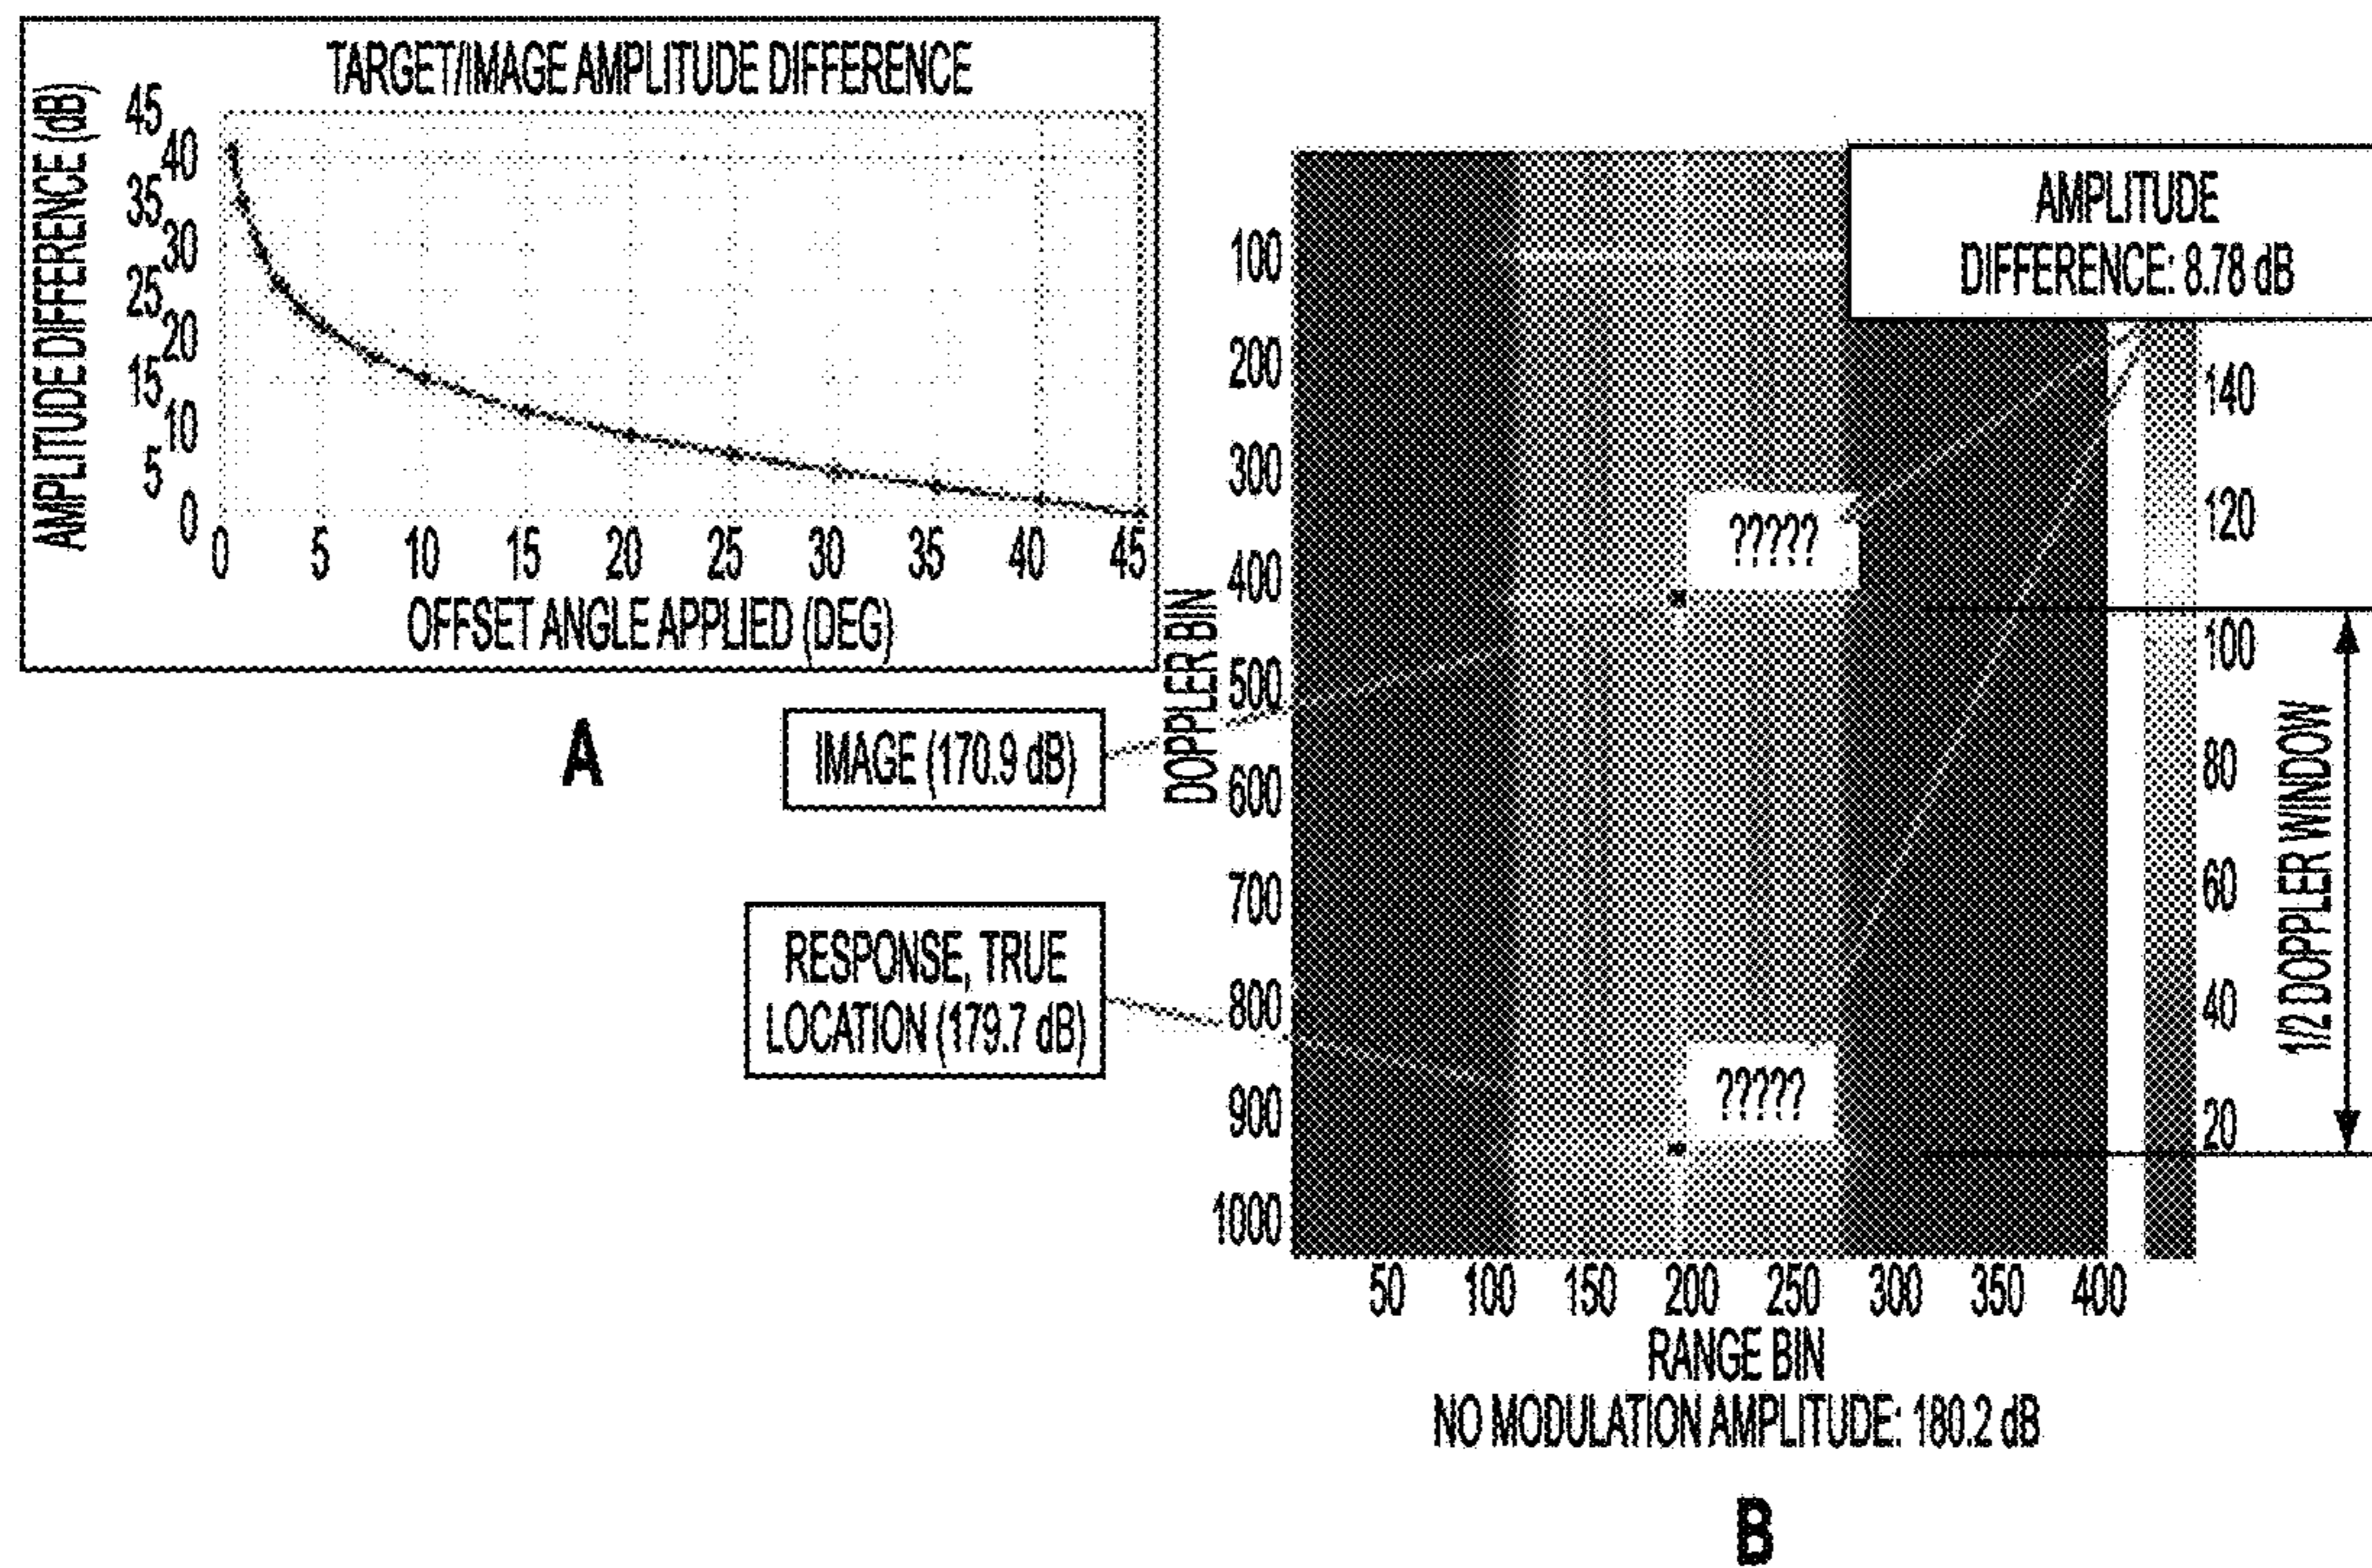 TARGET/IMAGE AMPLITUDE DIFFERENCE
AMPLITUDE DIFFERENCE (dB)
45
40
35
30
25
20
15
10
5
0
0 5 10 15 20 25 30 35 40 45
OFFSET ANGLE APPLIED (DEG)
A
IMAGE (170.9 dB)
RESPONSE, TRUE
LOCATION (179.7 dB)
DOPPLER BIN
100
200
300
400
500
600
700
800
900
1000
?????
?????
AMPLITUDE
DIFFERENCE: 8.78 dB
140
120
100
80
60
40
20
1/2 DOPPLER WINDOW
50 100 150 200 250 300 350 400
RANGE BIN
NO MODULATION AMPLITUDE: 180.2 dB
B